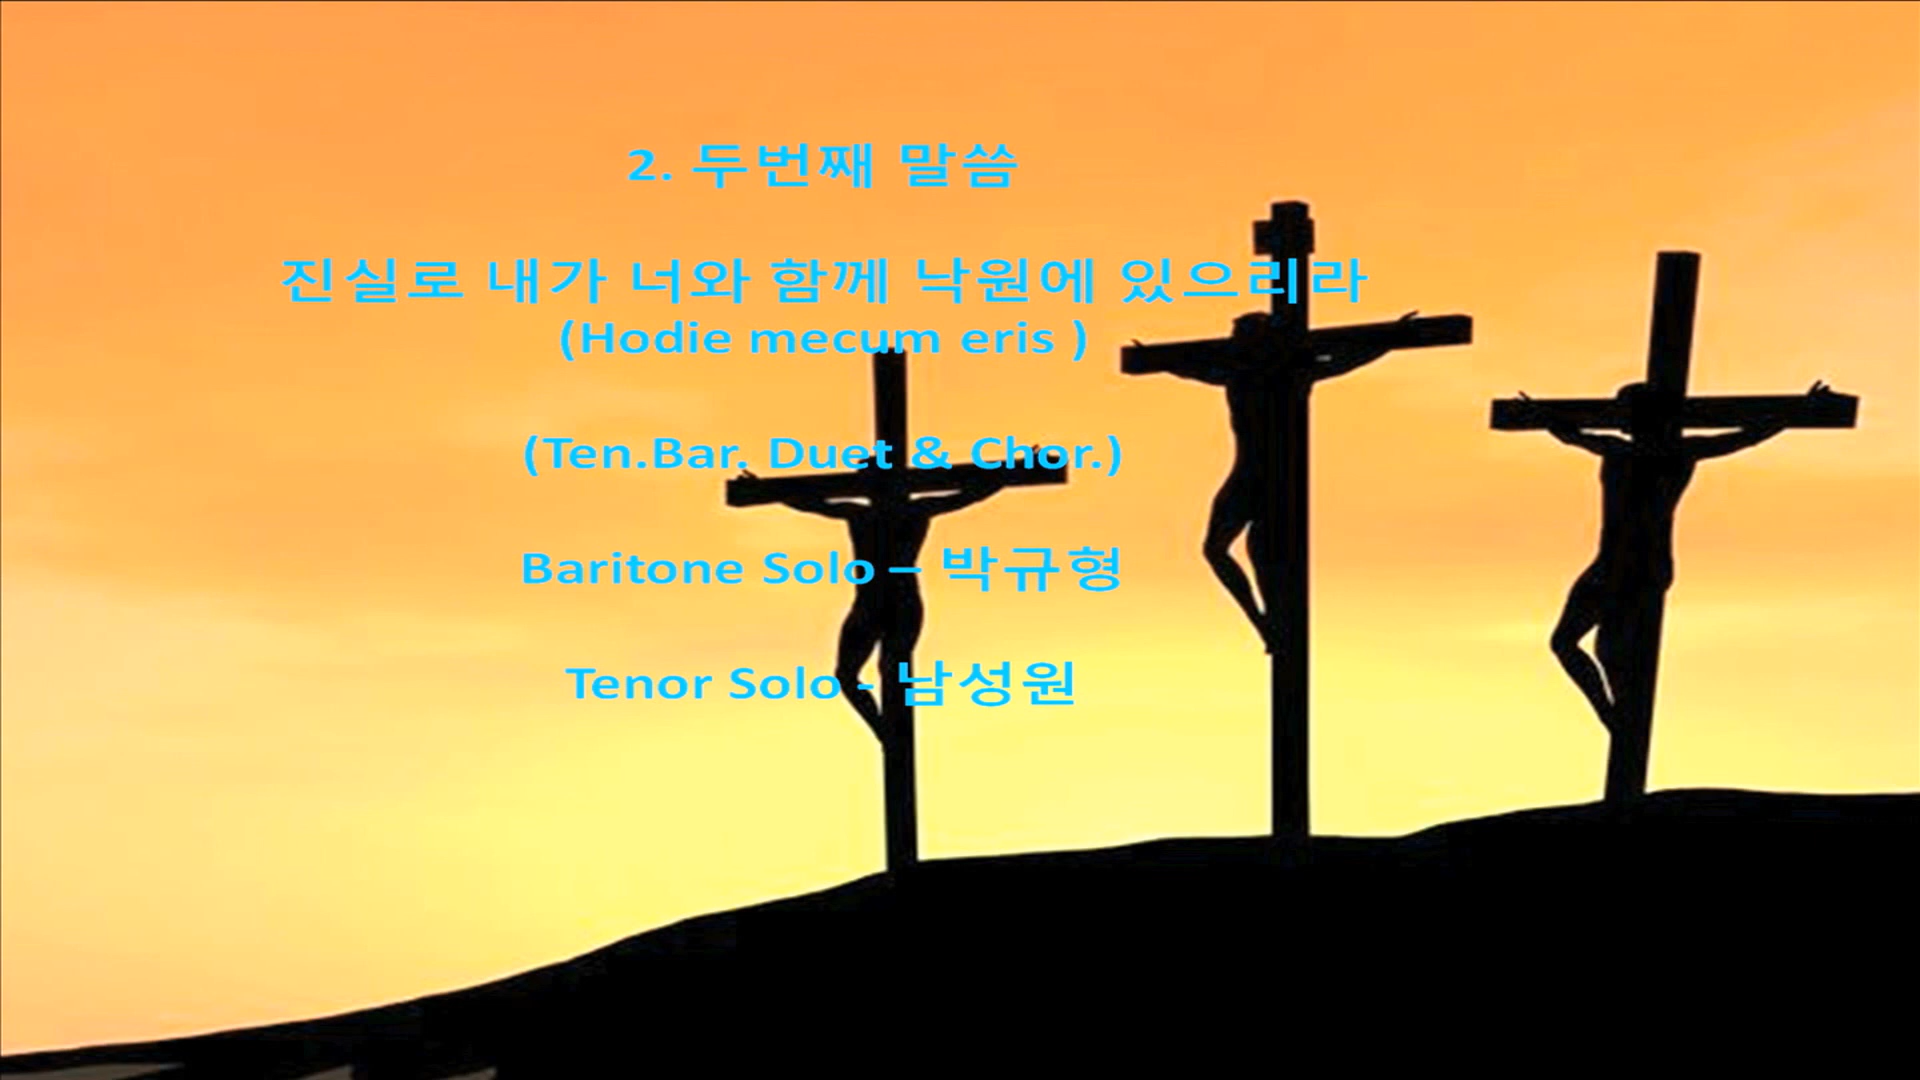 2. 두번째 말씀
진실로 내가 너와 함께 낙원에 있으리라
(Hodie mecum eris )
(Ten.Bar. Duet & Chor.)
Baritone Solo – 박규형
Tenor Solo - 남성원